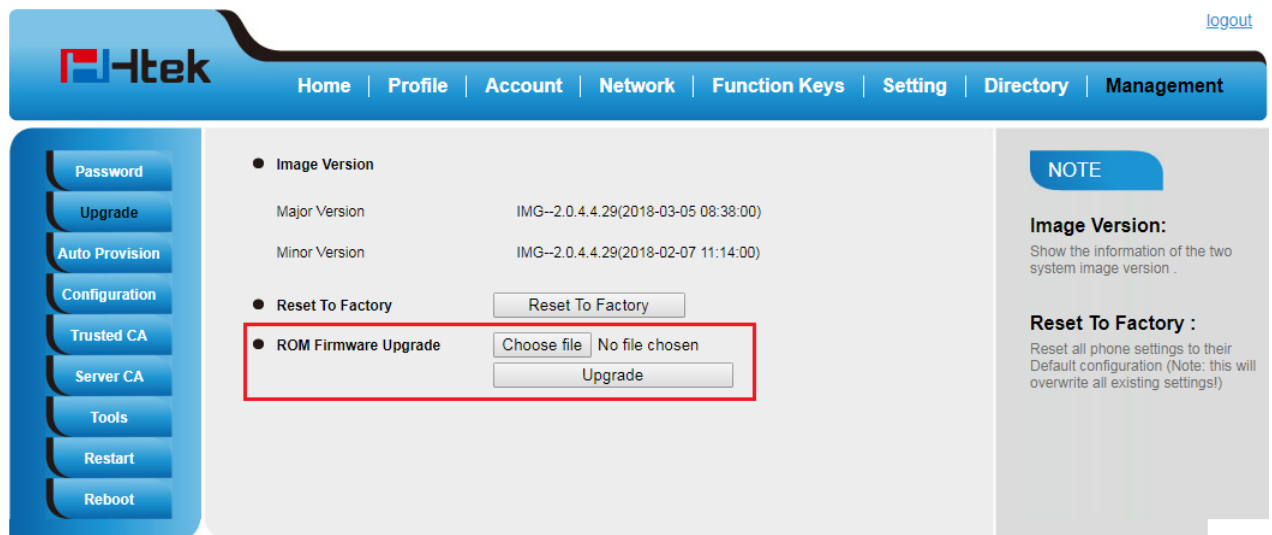 logout
Htek
Home | Profile | Account | Network | Function Keys | Setting | Directory | Management
Password
Upgrade
Auto Provision
Configuration
Trusted CA
Server CA
Tools
Restart
Reboot
Image Version
Major Version IMG--2.0.4.4.29(2018-03-05 08:38:00)
Minor Version IMG--2.0.4.4.29(2018-02-07 11:14:00)
Reset To Factory Reset To Factory
ROM Firmware Upgrade Choose file No file chosen
Upgrade
NOTE
Image Version:
Show the information of the two
system image version .
Reset To Factory :
Reset all phone settings to their
Default configuration (Note: this will
overwrite all existing settings!)